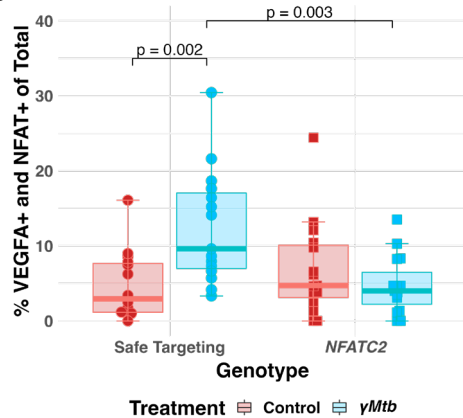 % VEGFA+ and NFAT+ of Total
40
30
20
10
0
p = 0.003
p = 0.002
Safe Targeting
NFATC2
Genotype
Treatment Control γMtb